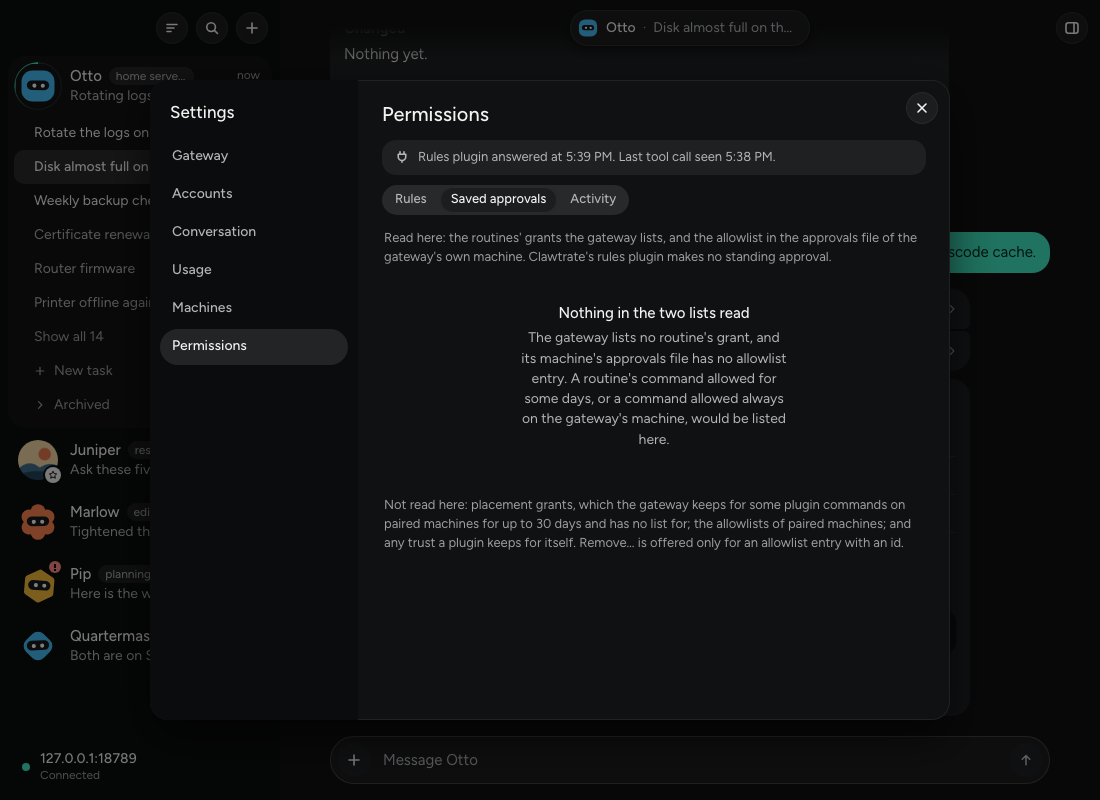 Nothing yet.
Otto · Disk almost full on th...
Otto home serve... now
Rotating logs
Rotate the logs on
Disk almost full on
Weekly backup che
Certificate renewa
Router firmware
Printer offline again
Show all 14
New task
Archived
Juniper res
Ask these fiv
Marlow edi
Tightened th
Pip planning
Here is the w
Quartermas
Both are on S
127.0.0.1:18789
Connected
Settings
Gateway
Accounts
Conversation
Usage
Machines
Permissions
Permissions
Rules plugin answered at 5:39 PM. Last tool call seen 5:38 PM.
Rules Saved approvals Activity
Read here: the routines' grants the gateway lists, and the allowlist in the approvals file of the
gateway's own machine. Clawtrate's rules plugin makes no standing approval.
Nothing in the two lists read
The gateway lists no routine's grant, and
its machine's approvals file has no allowlist
entry. A routine's command allowed for
some days, or a command allowed always
on the gateway's machine, would be listed
here.
Not read here: placement grants, which the gateway keeps for some plugin commands on
paired machines for up to 30 days and has no list for; the allowlists of paired machines; and
any trust a plugin keeps for itself. Remove... is offered only for an allowlist entry with an id.
scode cache.
Message Otto